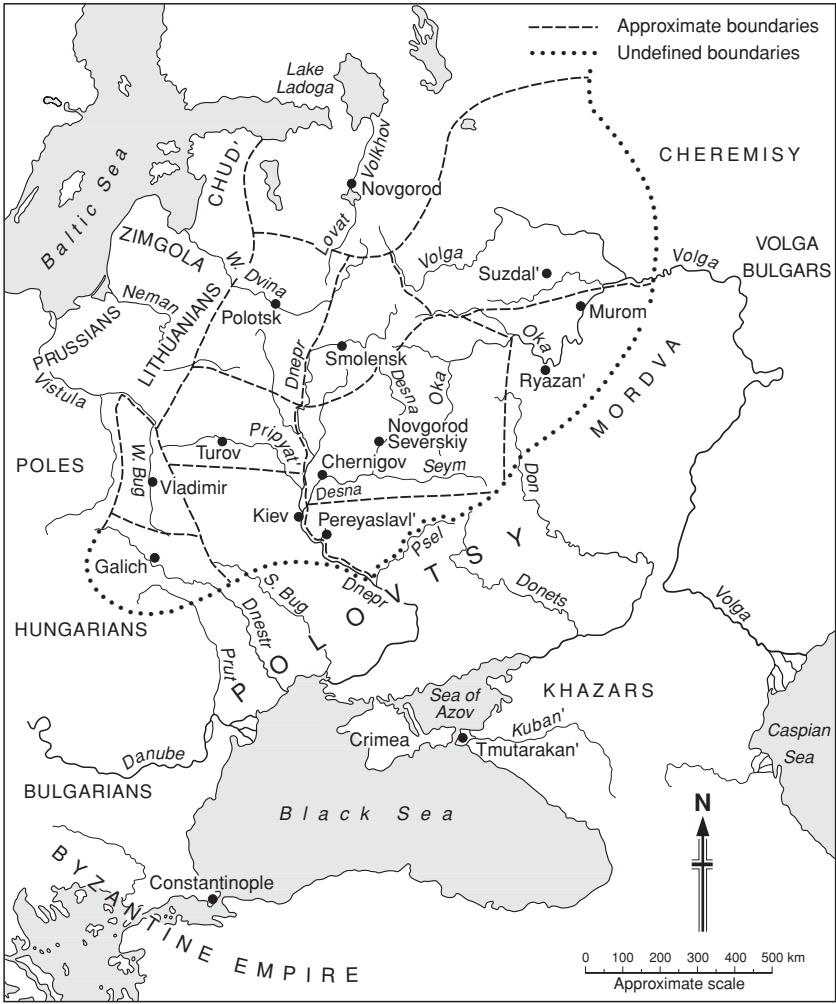 Approximate boundaries
Undefined boundaries
Lake
Ladoga
Volkhov
CHUD'
CHEREMISY
Novgorod
Baltic Sea
ZIMGOLA
ovat
Volga
Suzdal'
Volga
VOLGA
BULGARS
W. Dvina
Neman
Polotsk
Murom
PRUSSIANS
LITHUANIANS
Dnepr
Smolensk
Oka
Ryazan'
MORDVA
Vistula
Desna
Oka
Novgorod
Severskiy
Pripyat'
Turov
POLES
W. Bug
Vladimir
Chernigov
Seym
Don
Desna
Kiev
Pereyaslavl'
Psel
Galich
POLOVTSY
S. Bug
Dnepr
Donets
Dnestr
Volga
HUNGARIANS
Prut
KHAZARS
Sea of
Azov
Kuban'
Crimea
Tmutarakan'
Caspian
Sea
Danube
BULGARIANS
Black Sea
N
BYZANTINE EMPIRE
Constantinople
0 100 200 300 400 500 km
Approximate scale